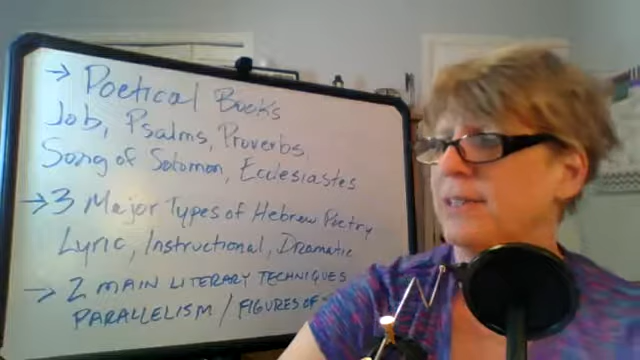 → Poetical Books
Job, Psalms, Proverbs,
Song of Solomon, Ecclesiastes
→ 3 Major Types of Hebrew Poetry
Lyric, Instructional, Dramatic
→ 2 MAIN LITERARY TECHNIQUES
PARALLELISM / FIGURES OF